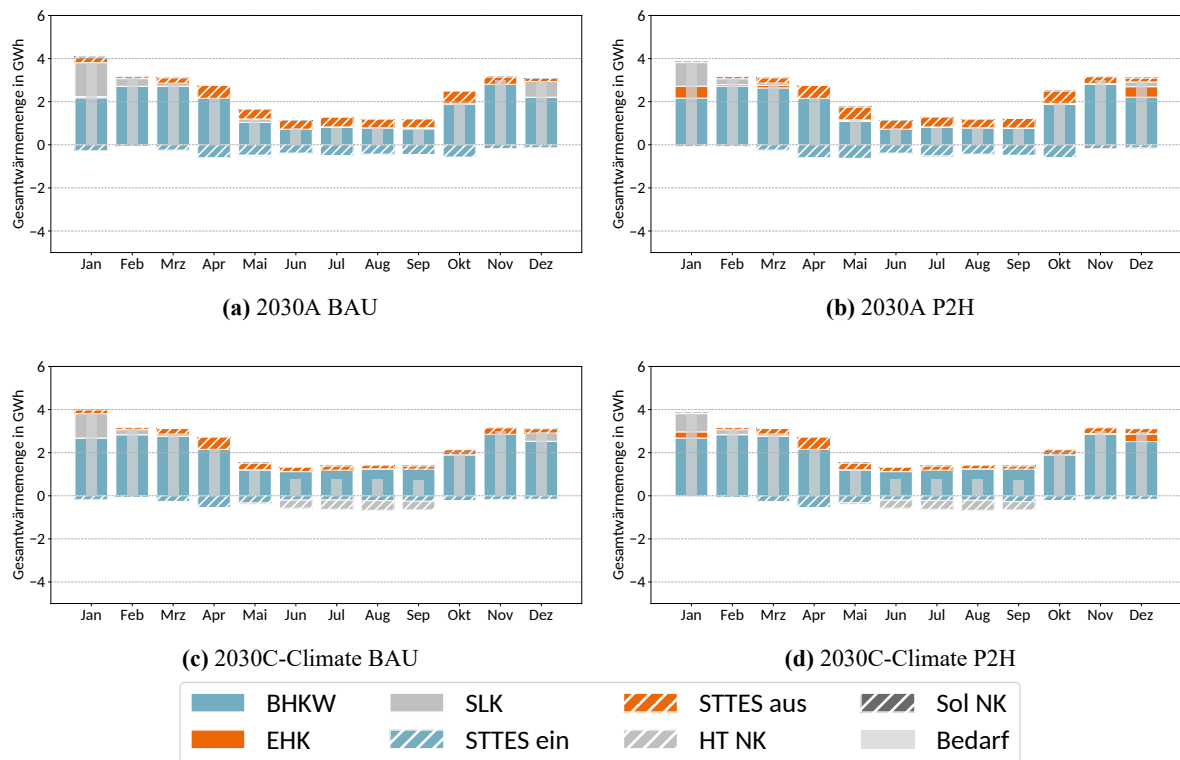 6
4
2
0
−2
−4
Gesamtwärmemenge in GWh
Jan Feb Mrz Apr Mai Jun Jul Aug Sep Okt Nov Dez
(a) 2030A BAU
6
4
2
0
−2
−4
Gesamtwärmemenge in GWh
Jan Feb Mrz Apr Mai Jun Jul Aug Sep Okt Nov Dez
(b) 2030A P2H
6
4
2
0
−2
−4
Gesamtwärmemenge in GWh
Jan Feb Mrz Apr Mai Jun Jul Aug Sep Okt Nov Dez
(c) 2030C-Climate BAU
6
4
2
0
−2
−4
Gesamtwärmemenge in GWh
Jan Feb Mrz Apr Mai Jun Jul Aug Sep Okt Nov Dez
(d) 2030C-Climate P2H
BHKW SLK STTES aus Sol NK
EHK STTES ein HT NK Bedarf